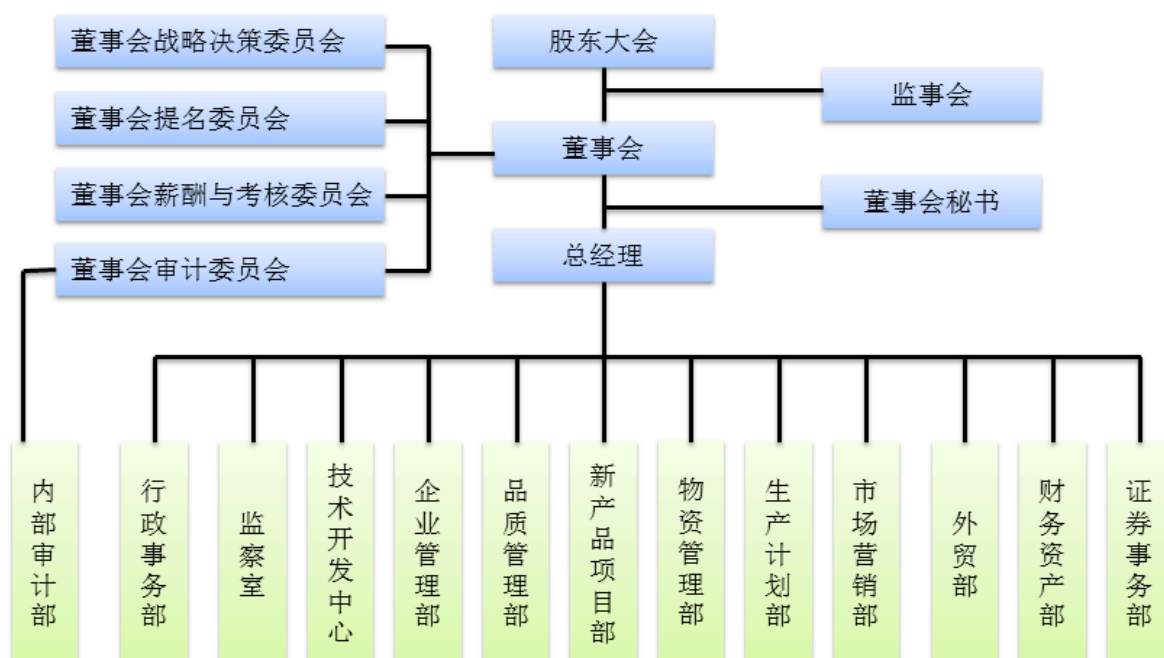 董事会战略决策委员会
股东大会
监事会
董事会提名委员会
董事会
董事会薪酬与考核委员会
董事会秘书
总经理
董事会审计委员会
内部审计部
行政事务部
监察室
技术开发中心
企业管理部
品质管理部
新产品项目部
物资管理部
生产计划部
市场营销部
外贸部
财务资产部
证券事务部